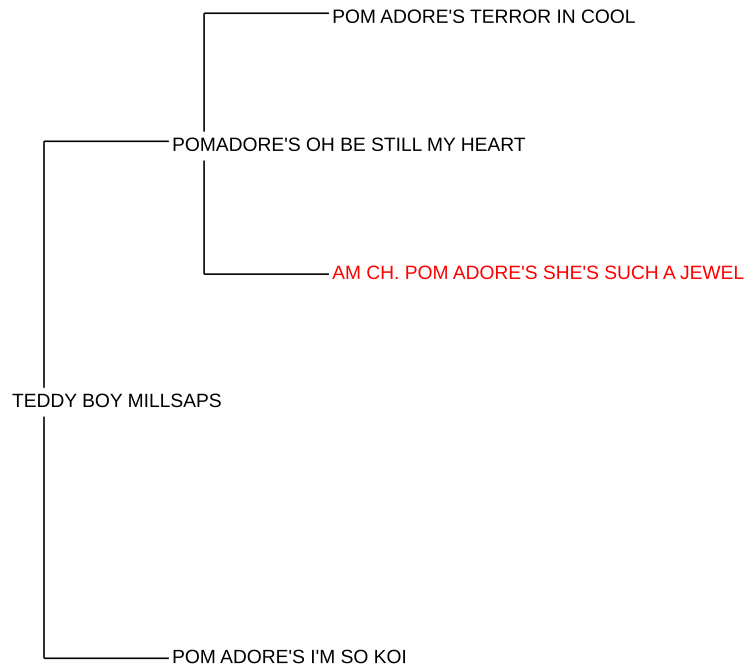 POM ADORE'S TERROR IN COOL
POMADORE'S OH BE STILL MY HEART
AM CH. POM ADORE'S SHE'S SUCH A JEWEL
TEDDY BOY MILLSAPS
POM ADORE'S I'M SO KOI